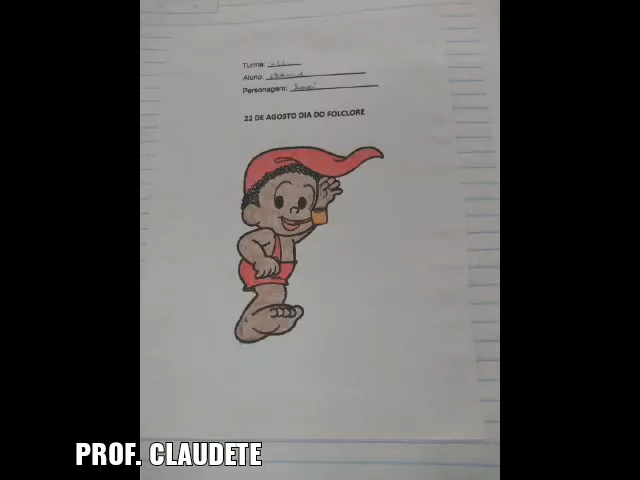 Turma:
Aluno:
Personagem:
22 DE AGOSTO DIA DO FOLCLORE
PROF. CLAUDETE